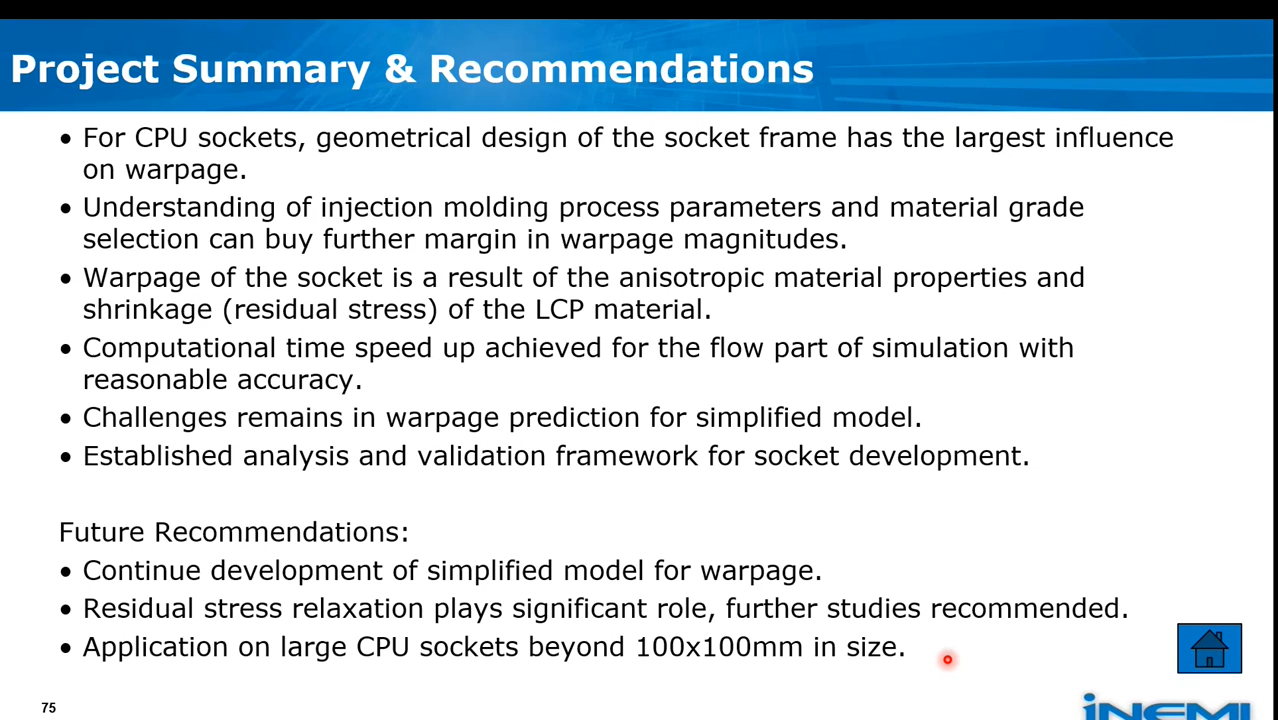 Project Summary & Recommendations
• For CPU sockets, geometrical design of the socket frame has the largest influence
on warpage.
• Understanding of injection molding process parameters and material grade
selection can buy further margin in warpage magnitudes.
• Warpage of the socket is a result of the anisotropic material properties and
shrinkage (residual stress) of the LCP material.
• Computational time speed up achieved for the flow part of simulation with
reasonable accuracy.
• Challenges remains in warpage prediction for simplified model.
• Established analysis and validation framework for socket development.
Future Recommendations:
• Continue development of simplified model for warpage.
• Residual stress relaxation plays significant role, further studies recommended.
• Application on large CPU sockets beyond 100x100mm in size.
75
iNEMI